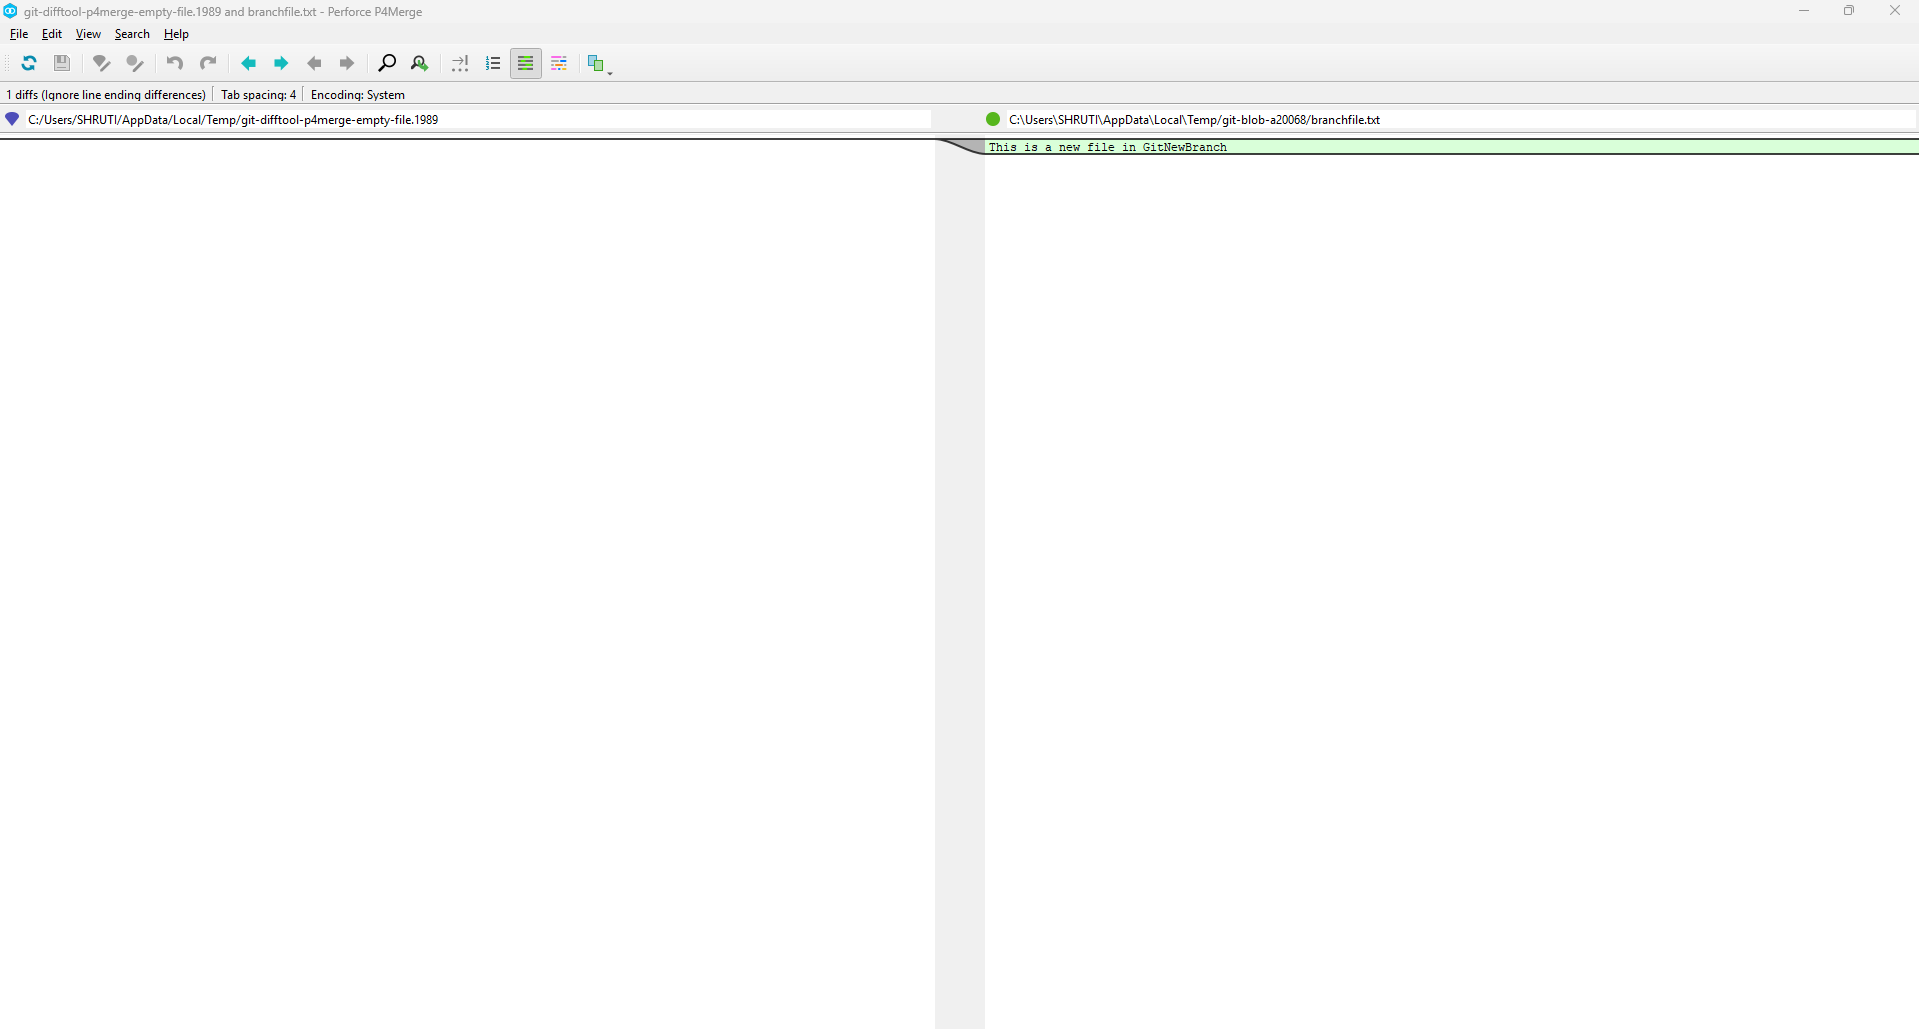 git-difftool-p4merge-empty-file.1989 and branchfile.txt - Perforce P4Merge
File Edit View Search Help
1 diffs (Ignore line ending differences) Tab spacing: 4 Encoding: System
C:/Users/SHRUTI/AppData/Local/Temp/git-difftool-p4merge-empty-file.1989
C:\Users\SHRUTI\AppData\Local\Temp/git-blob-a20068/branchfile.txt
This is a new file in GitNewBranch